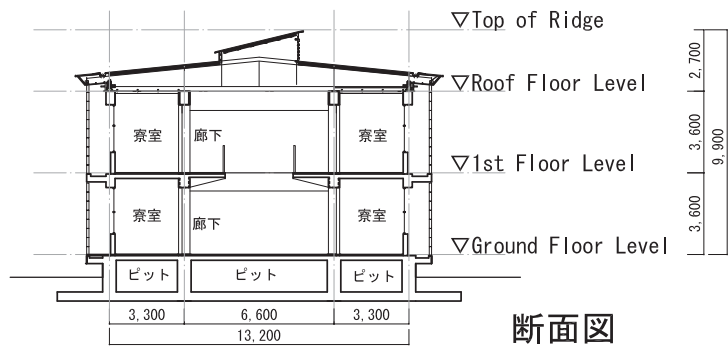 ▽Top of Ridge
2,700
▽Roof Floor Level
寮室 廊下 寮室
3,600
9,900
▽1st Floor Level
寮室 廊下 寮室
3,600
▽Ground Floor Level
ピット ピット ピット
3,300 6,600 3,300
13,200
断面図